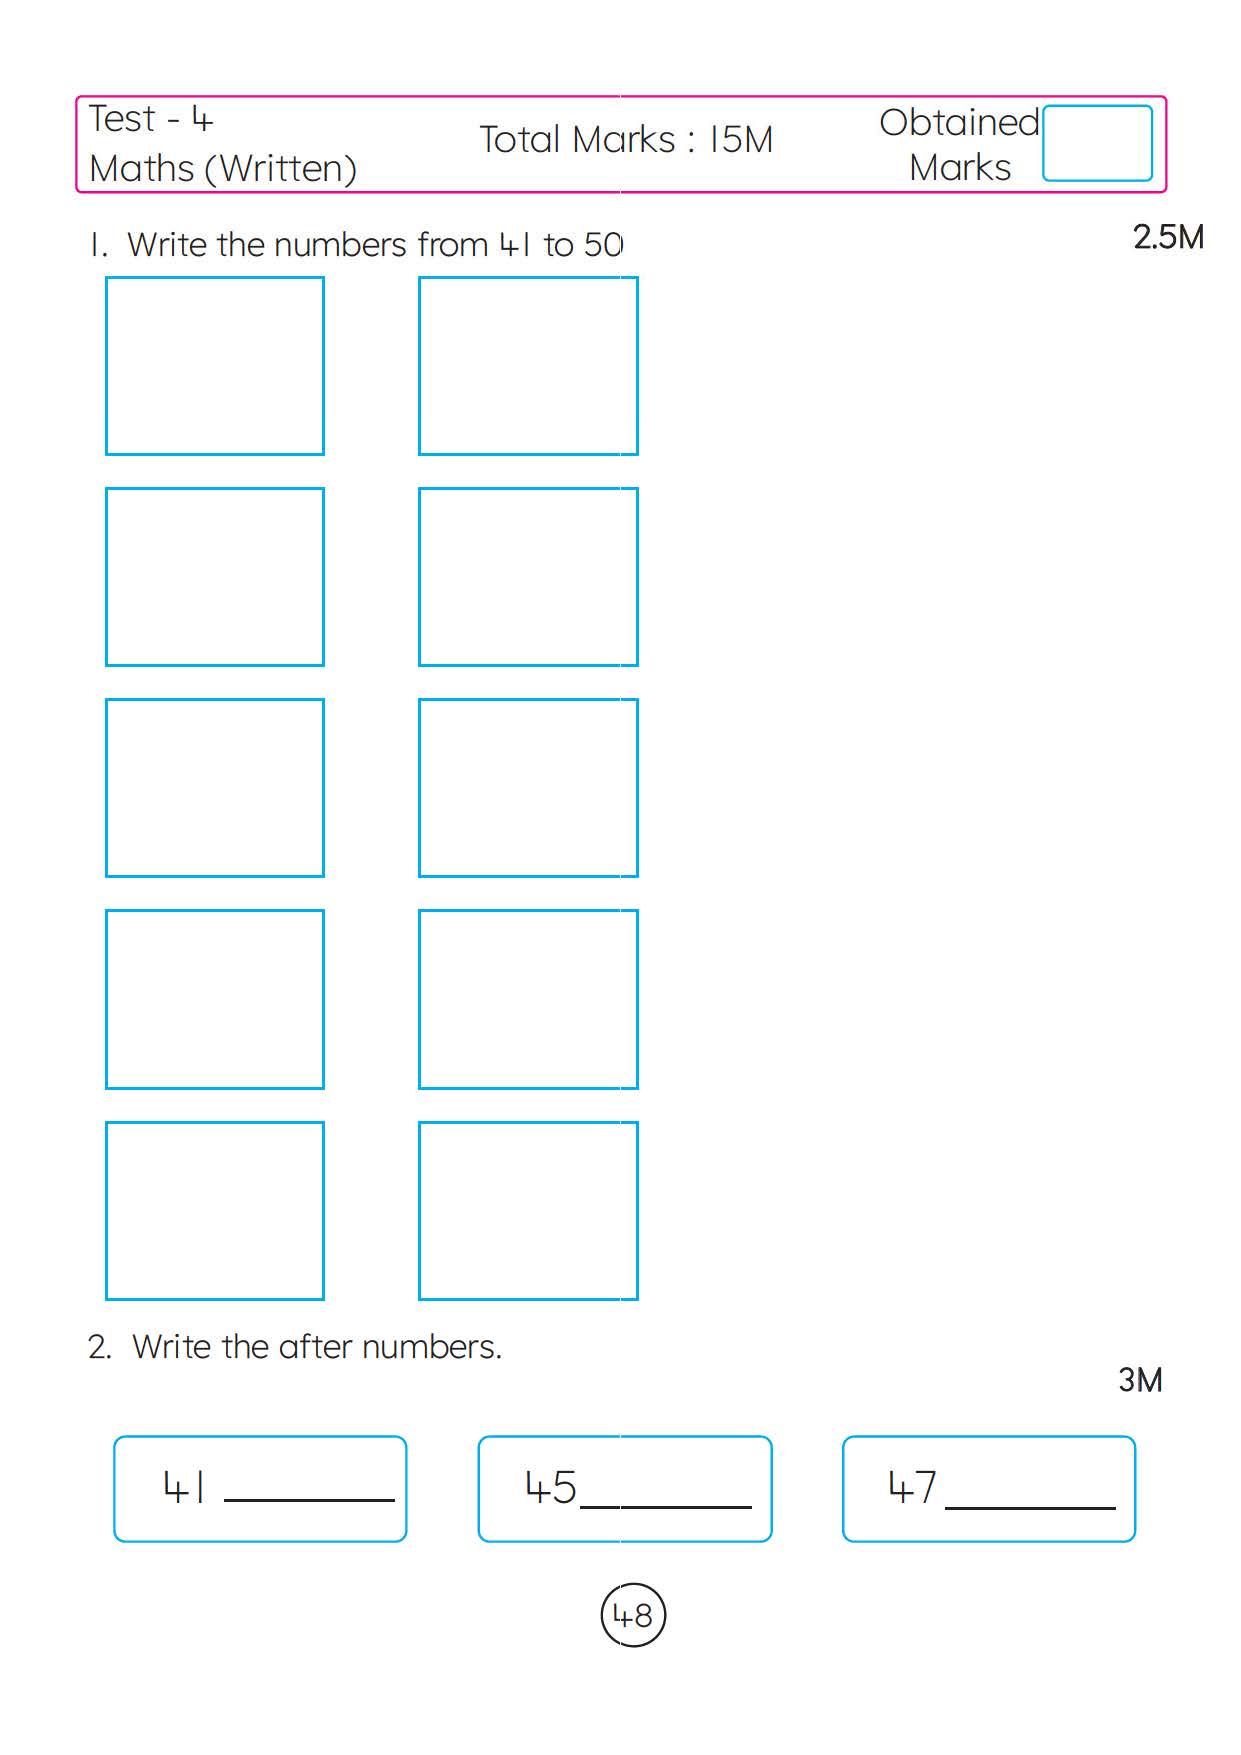 Test - 4
Maths (Written)
Total Marks : 15M
Obtained
Marks
1. Write the numbers from 41 to 50
2.5M
2. Write the after numbers.
3M
41 ________ 45________ 47________
48